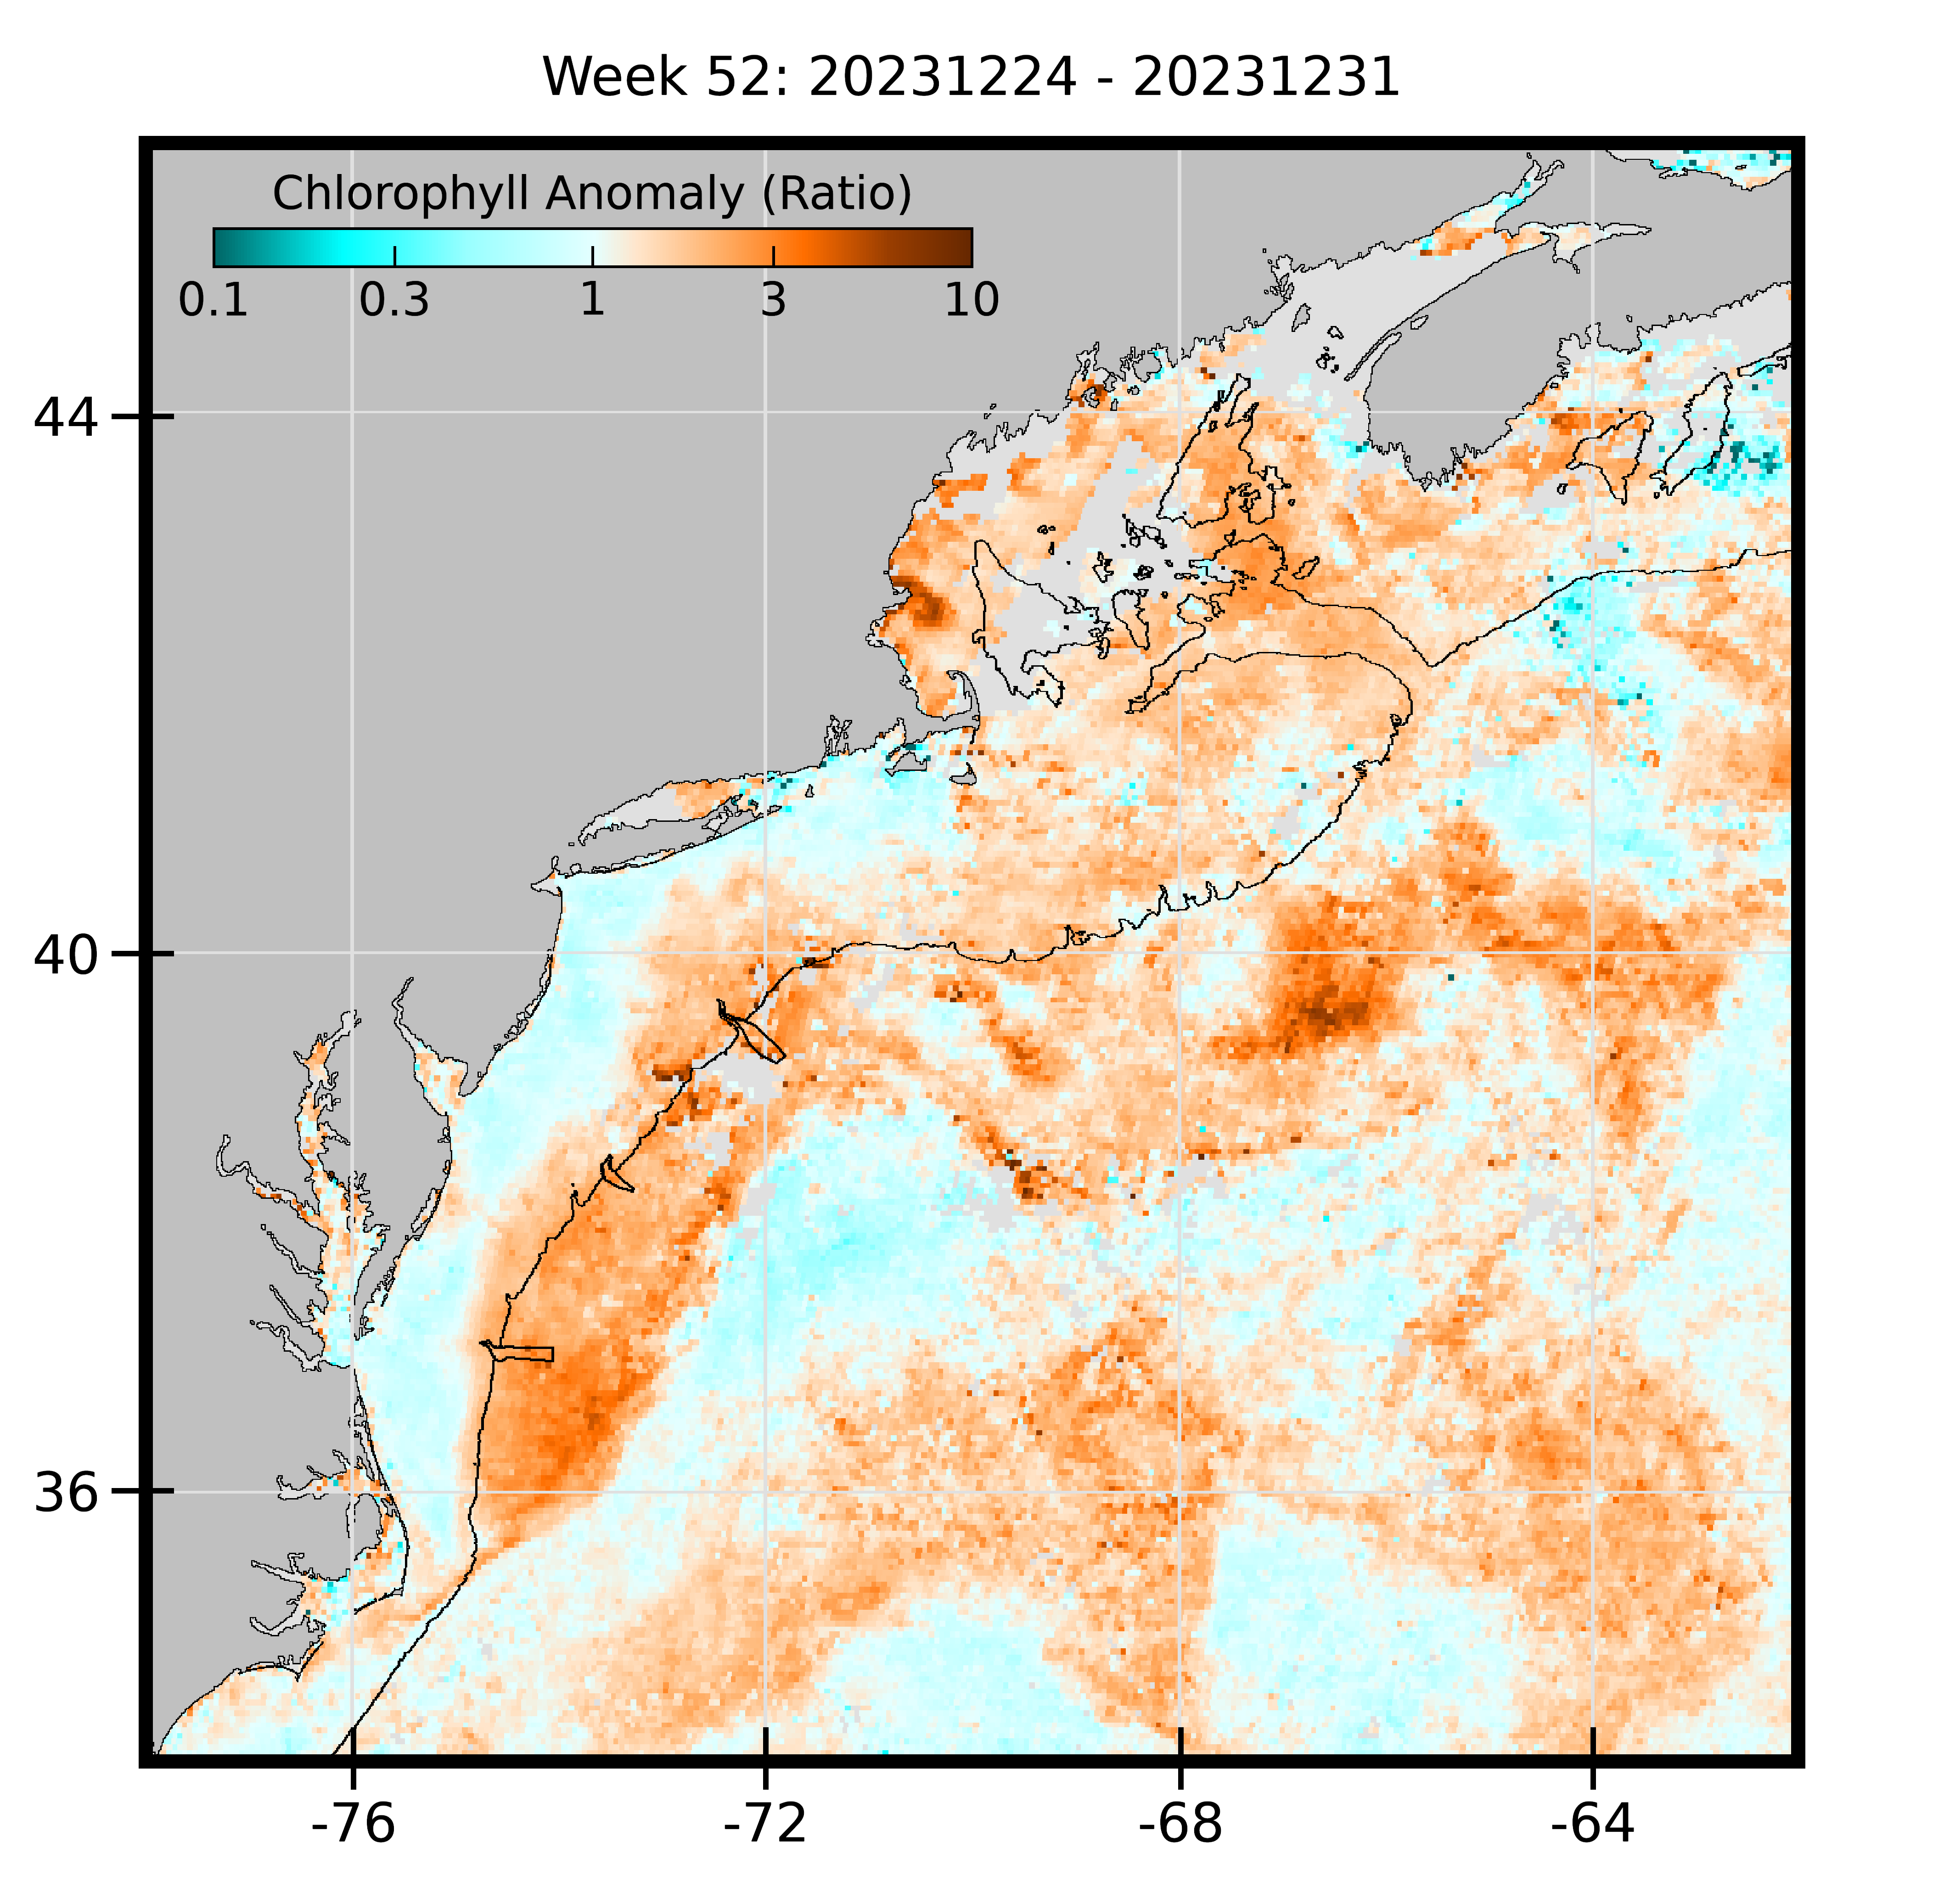 Week 52: 20231224 - 20231231
Chlorophyll Anomaly (Ratio)
0.1 0.3 1 3 10
44
40
36
-76 -72 -68 -64